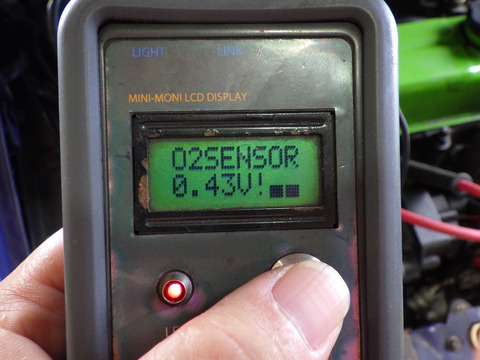 LIGHT LINK
MINI-MONI LCD DISPLAY
O2SENSOR
0.43V!